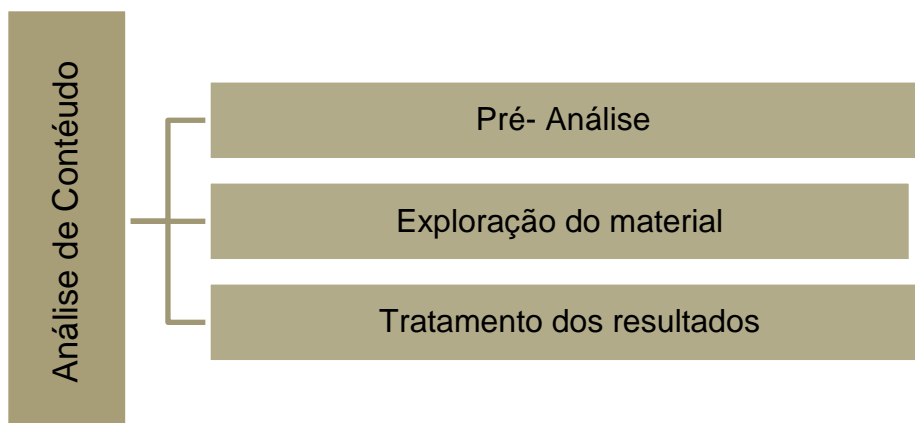 Análise de Contéudo
Pré- Análise
Exploração do material
Tratamento dos resultados